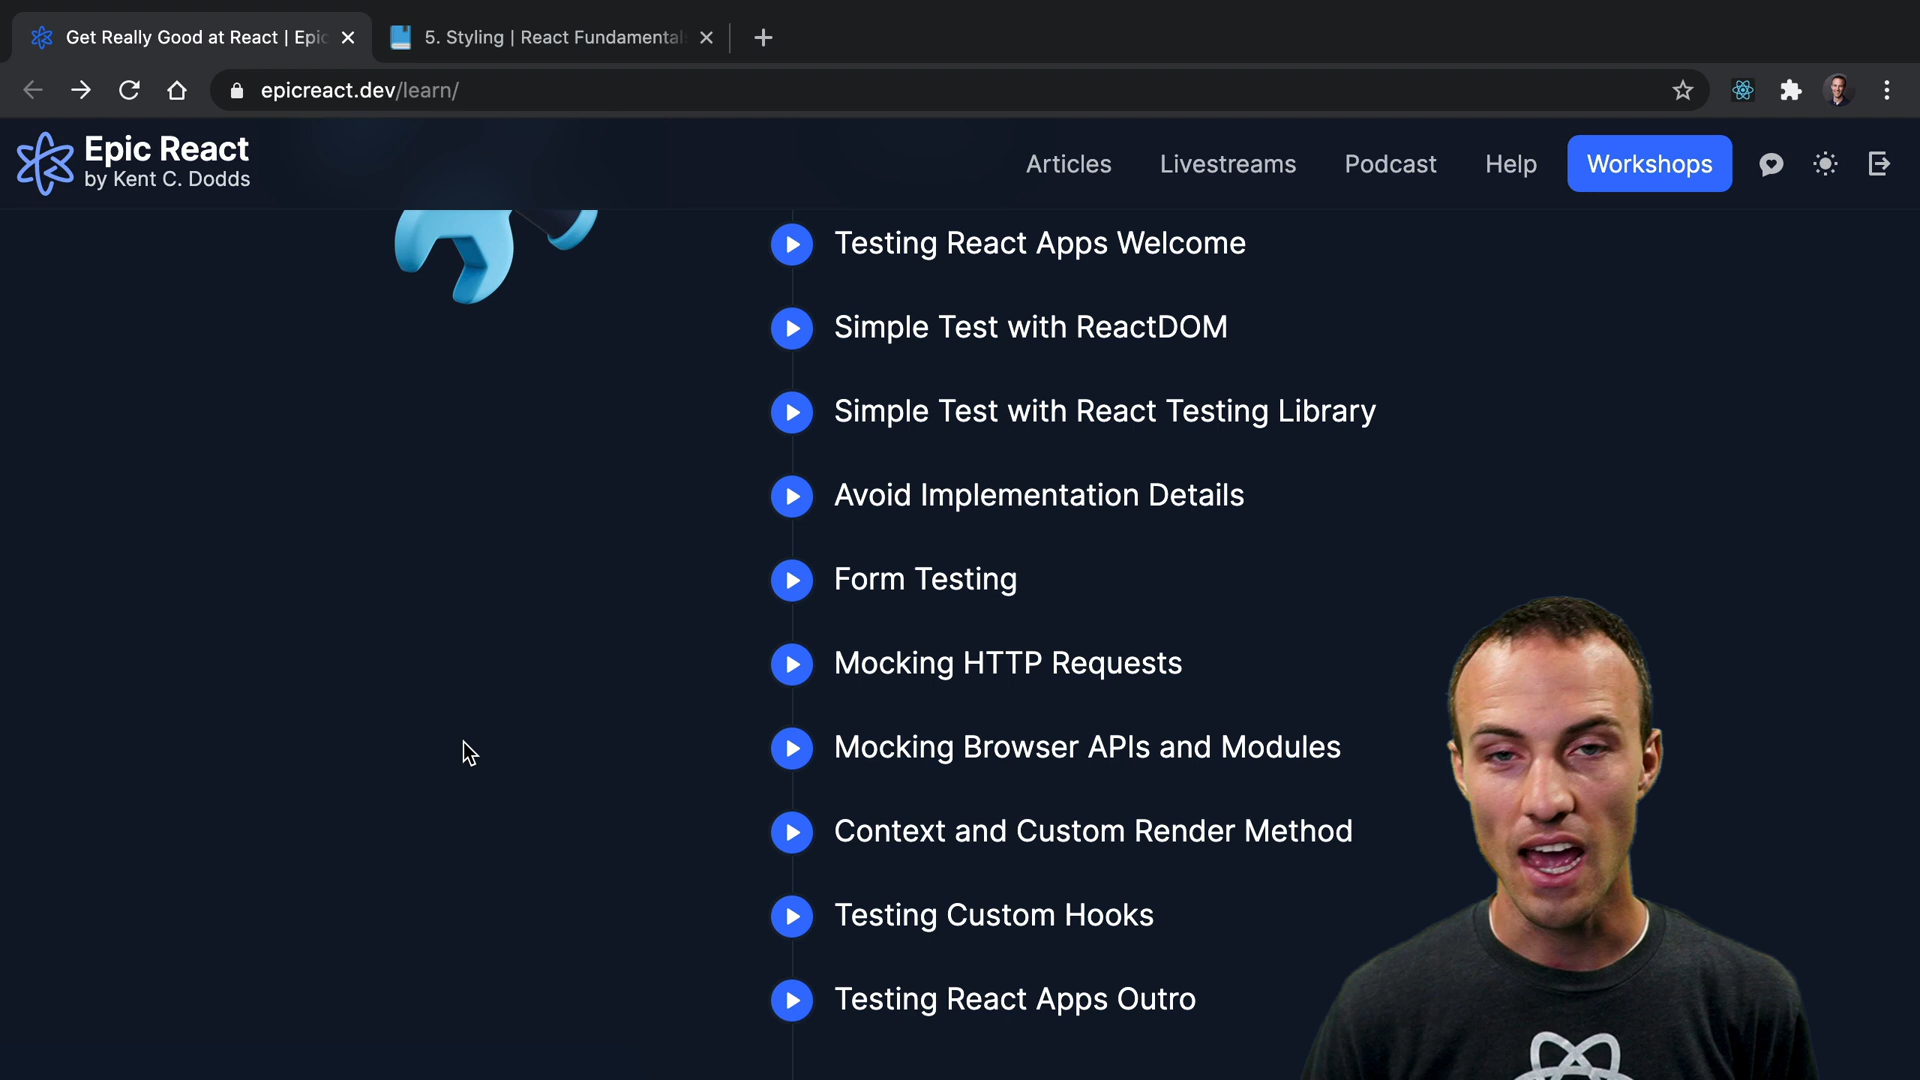 Get Really Good at React | Epic
5. Styling | React Fundamentals
epicreact.dev/learn/
Epic React
by Kent C. Dodds
Articles
Livestreams
Podcast
Help
Workshops
Testing React Apps Welcome
Simple Test with ReactDOM
Simple Test with React Testing Library
Avoid Implementation Details
Form Testing
Mocking HTTP Requests
Mocking Browser APIs and Modules
Context and Custom Render Method
Testing Custom Hooks
Testing React Apps Outro